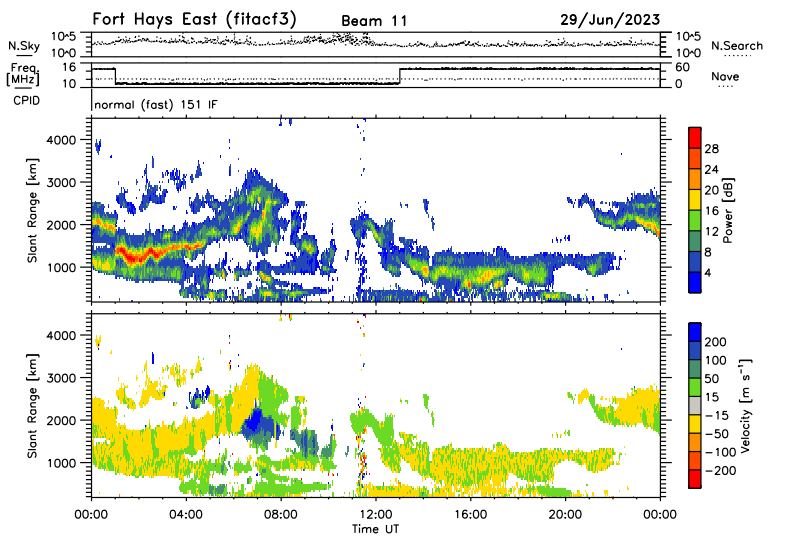 Fort Hays East (fitacf3) Beam 11 29/Jun/2023
N.Sky 10^5 10^0 10^5 10^0 N.Search
Freq. [MHz] 16 10 60 0 Nave
CPID normal (fast) 151 IF
Slant Range [km] 4000 3000 2000 1000
28 24 20 16 12 8 4 Power [dB]
Slant Range [km] 4000 3000 2000 1000
200 100 50 15 −15 −50 −100 −200 Velocity [m s⁻¹]
00:00 04:00 08:00 12:00 16:00 20:00 00:00
Time UT